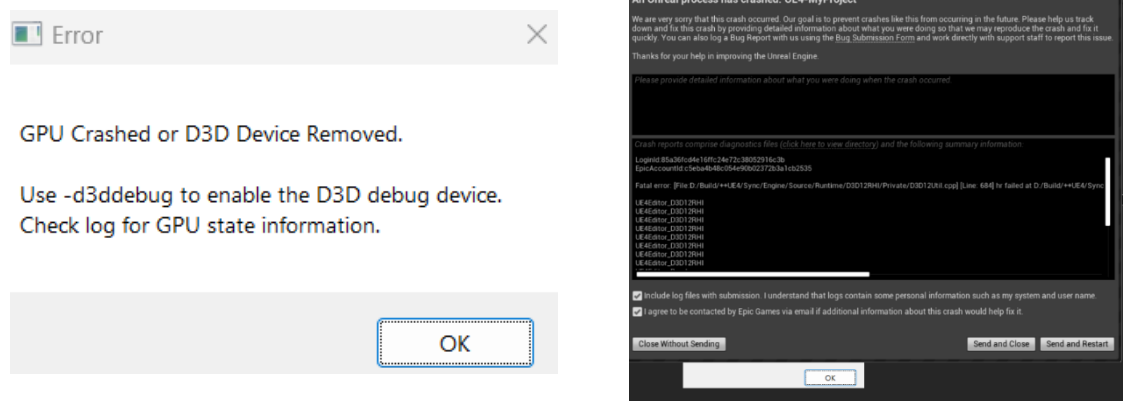 Error
GPU Crashed or D3D Device Removed.
Use -d3ddebug to enable the D3D debug device.
Check log for GPU state information.
OK
An Unreal process has crashed: UE4-MyProject
We are very sorry that this crash occurred. Our goal is to prevent crashes like this from occurring in the future. Please help us track
down and fix this crash by providing detailed information about what you were doing so that we may reproduce the crash and fix it
quickly. You can also log a Bug Report with us using the Bug Submission Form and work directly with support staff to report this issue.
Thanks for your help in improving the Unreal Engine.
Please provide detailed information about what you were doing when the crash occurred.
Crash reports comprise diagnostics files (click here to view directory) and the following summary information:
LoginId:85a36fcd4e16ffc24e72c38052916c3b
EpicAccountId:c5eba4b48c054e90b02372b3a1cb2535
Fatal error: [File:D:/Build/++UE4/Sync/Engine/Source/Runtime/D3D12RHI/Private/D3D12Util.cpp] [Line: 684] hr failed at D:/Build/++UE4/Sync
UE4Editor_D3D12RHI
UE4Editor_D3D12RHI
UE4Editor_D3D12RHI
UE4Editor_D3D12RHI
UE4Editor_D3D12RHI
UE4Editor_D3D12RHI
UE4Editor_D3D12RHI
UE4Editor_D3D12RHI
Include log files with submission. I understand that logs contain some personal information such as my system and user name.
I agree to be contacted by Epic Games via email if additional information about this crash would help fix it.
Close Without Sending
Send and Close
Send and Restart
OK